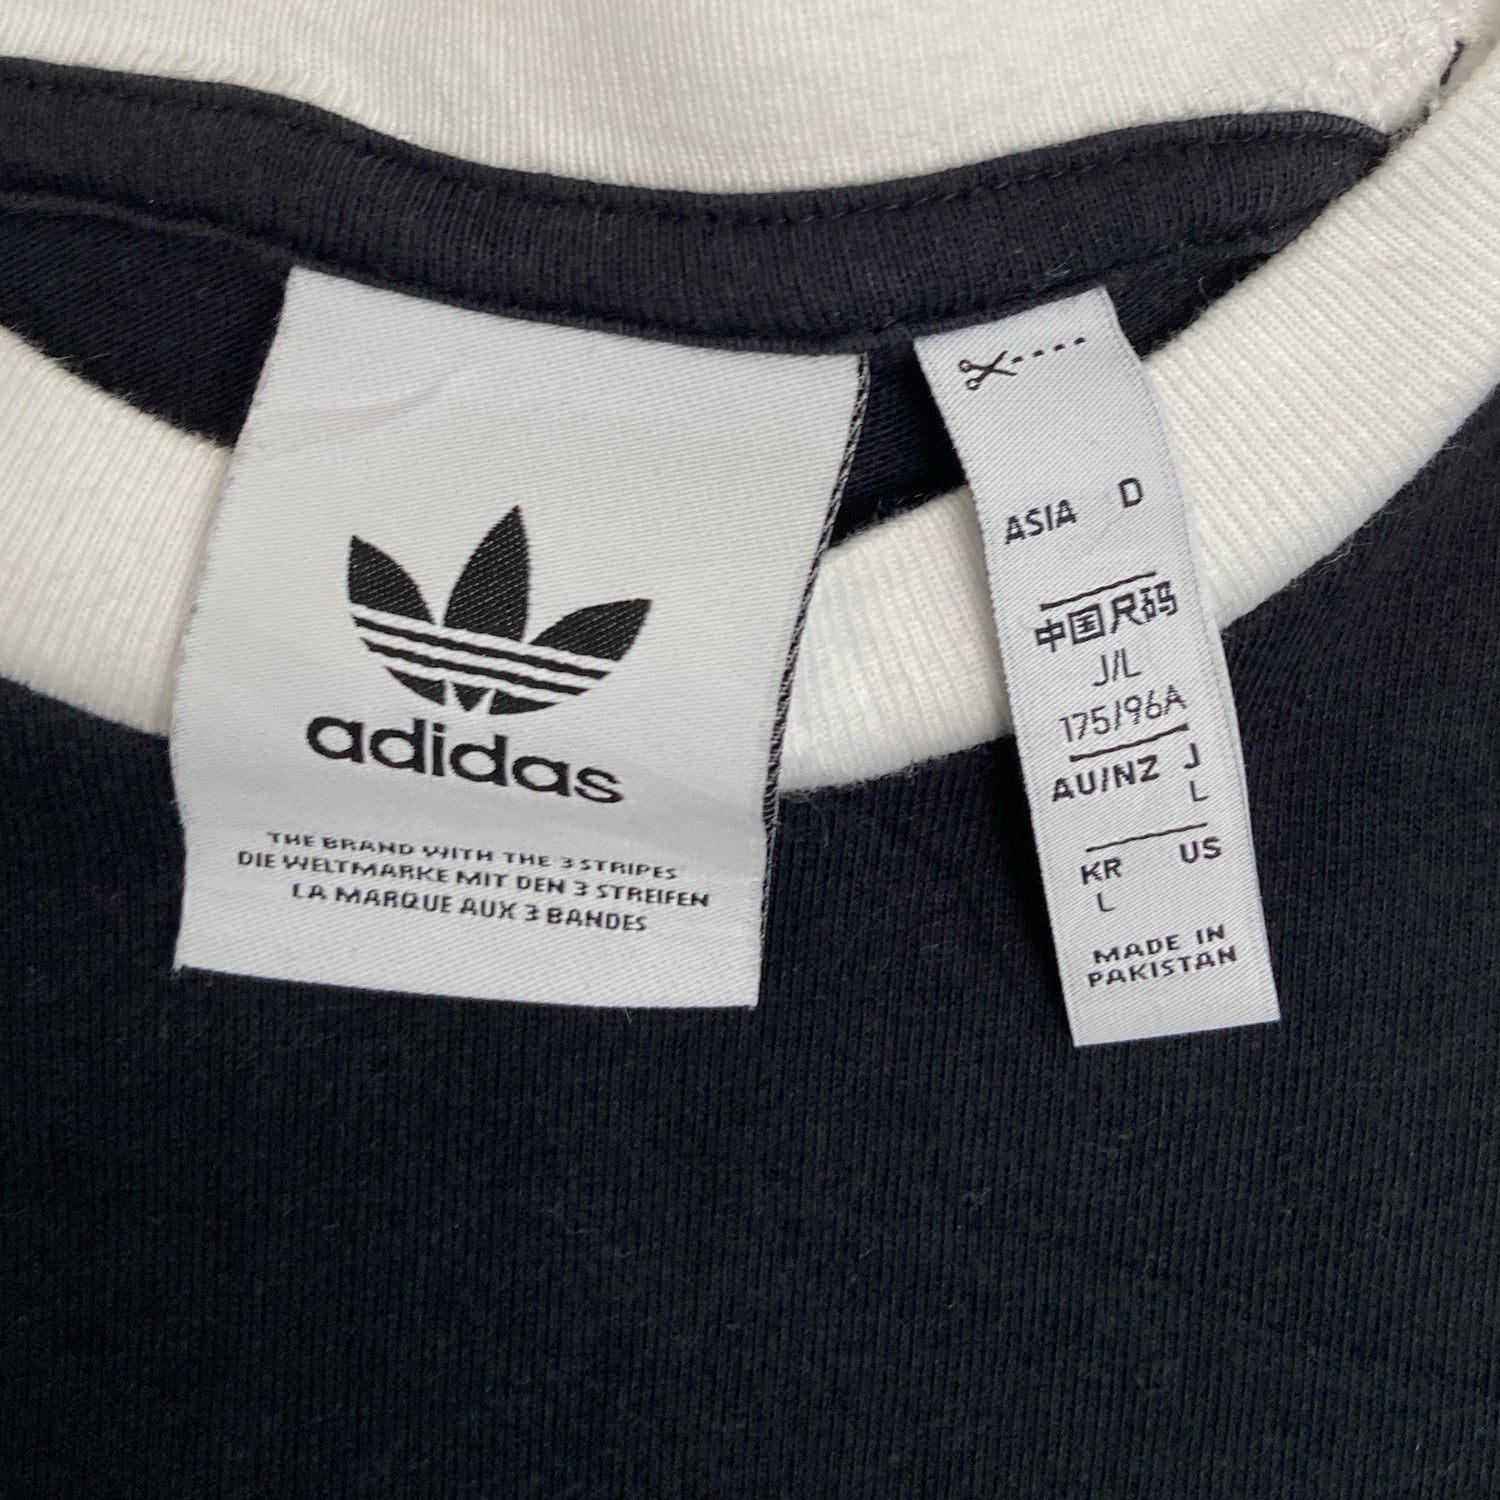 adidas
THE BRAND WITH THE 3 STRIPES
DIE WELTMARKE MIT DEN 3 STREIFEN
LA MARQUE AUX 3 BANDES
ASIA D
中国尺码
J/L
175/96A
AU/NZ J
L
KR US
L
MADE IN
PAKISTAN